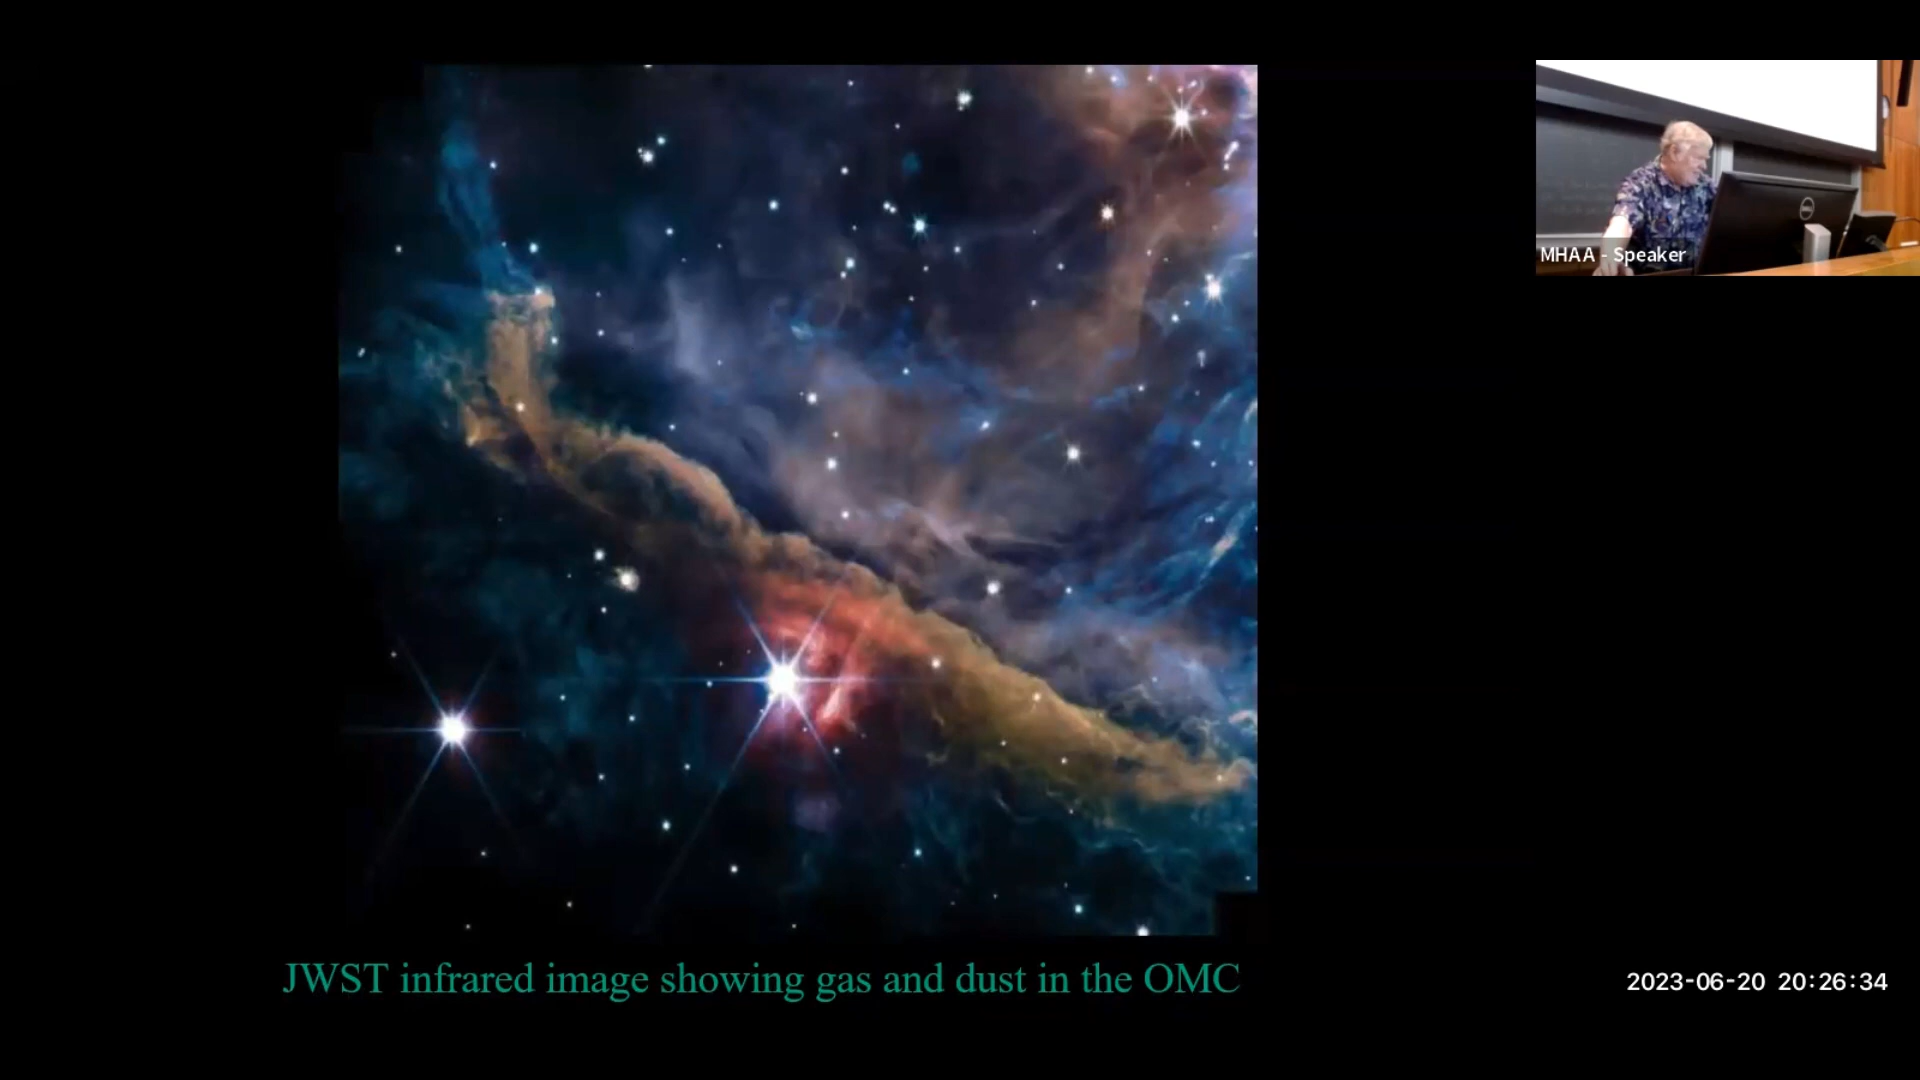 MHAA - Speaker
JWST infrared image showing gas and dust in the OMC
2023-06-20 20:26:34